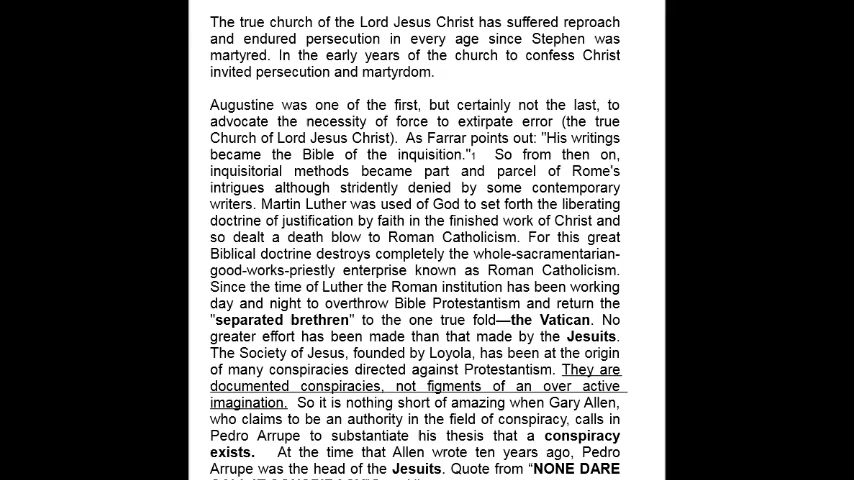 The true church of the Lord Jesus Christ has suffered reproach
and endured persecution in every age since Stephen was
martyred. In the early years of the church to confess Christ
invited persecution and martyrdom.
Augustine was one of the first, but certainly not the last, to
advocate the necessity of force to extirpate error (the true
Church of Lord Jesus Christ). As Farrar points out: "His writings
became the Bible of the inquisition."1 So from then on,
inquisitorial methods became part and parcel of Rome's
intrigues although stridently denied by some contemporary
writers. Martin Luther was used of God to set forth the liberating
doctrine of justification by faith in the finished work of Christ and
so dealt a death blow to Roman Catholicism. For this great
Biblical doctrine destroys completely the whole-sacramentarian-
good-works-priestly enterprise known as Roman Catholicism.
Since the time of Luther the Roman institution has been working
day and night to overthrow Bible Protestantism and return the
"separated brethren" to the one true fold—the Vatican. No
greater effort has been made than that made by the Jesuits.
The Society of Jesus, founded by Loyola, has been at the origin
of many conspiracies directed against Protestantism. They are
documented conspiracies, not figments of an over active
imagination. So it is nothing short of amazing when Gary Allen,
who claims to be an authority in the field of conspiracy, calls in
Pedro Arrupe to substantiate his thesis that a conspiracy
exists. At the time that Allen wrote ten years ago, Pedro
Arrupe was the head of the Jesuits. Quote from "NONE DARE